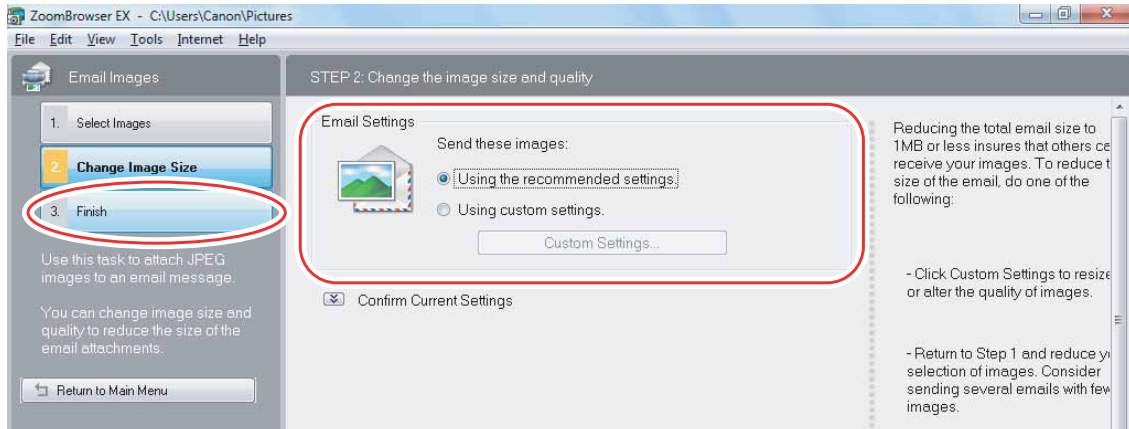 ZoomBrowser EX - C:\Users\Canon\Pictures
File Edit View Tools Internet Help
Email Images
1. Select Images
2. Change Image Size
3. Finish
Use this task to attach JPEG
images to an email message.
You can change image size and
quality to reduce the size of the
email attachments.
Return to Main Menu
STEP 2: Change the image size and quality
Email Settings
Send these images:
Using the recommended settings.
Using custom settings.
Custom Settings...
Confirm Current Settings
Reducing the total email size to
1MB or less insures that others
receive your images. To reduce
size of the email, do one of the
following:
- Click Custom Settings to resize
or alter the quality of images.
- Return to Step 1 and reduce
selection of images. Consider
sending several emails with
images.